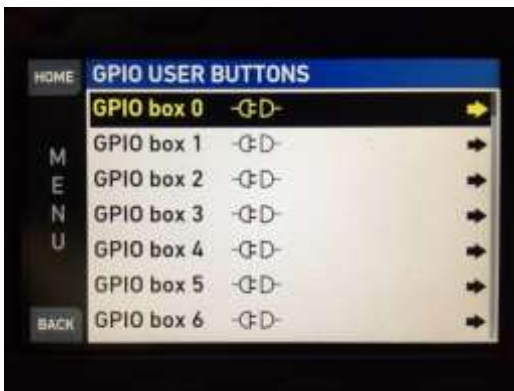 HOME
GPIO USER BUTTONS
GPIO box 0
GPIO box 1
GPIO box 2
GPIO box 3
GPIO box 4
GPIO box 5
GPIO box 6
MENU
BACK